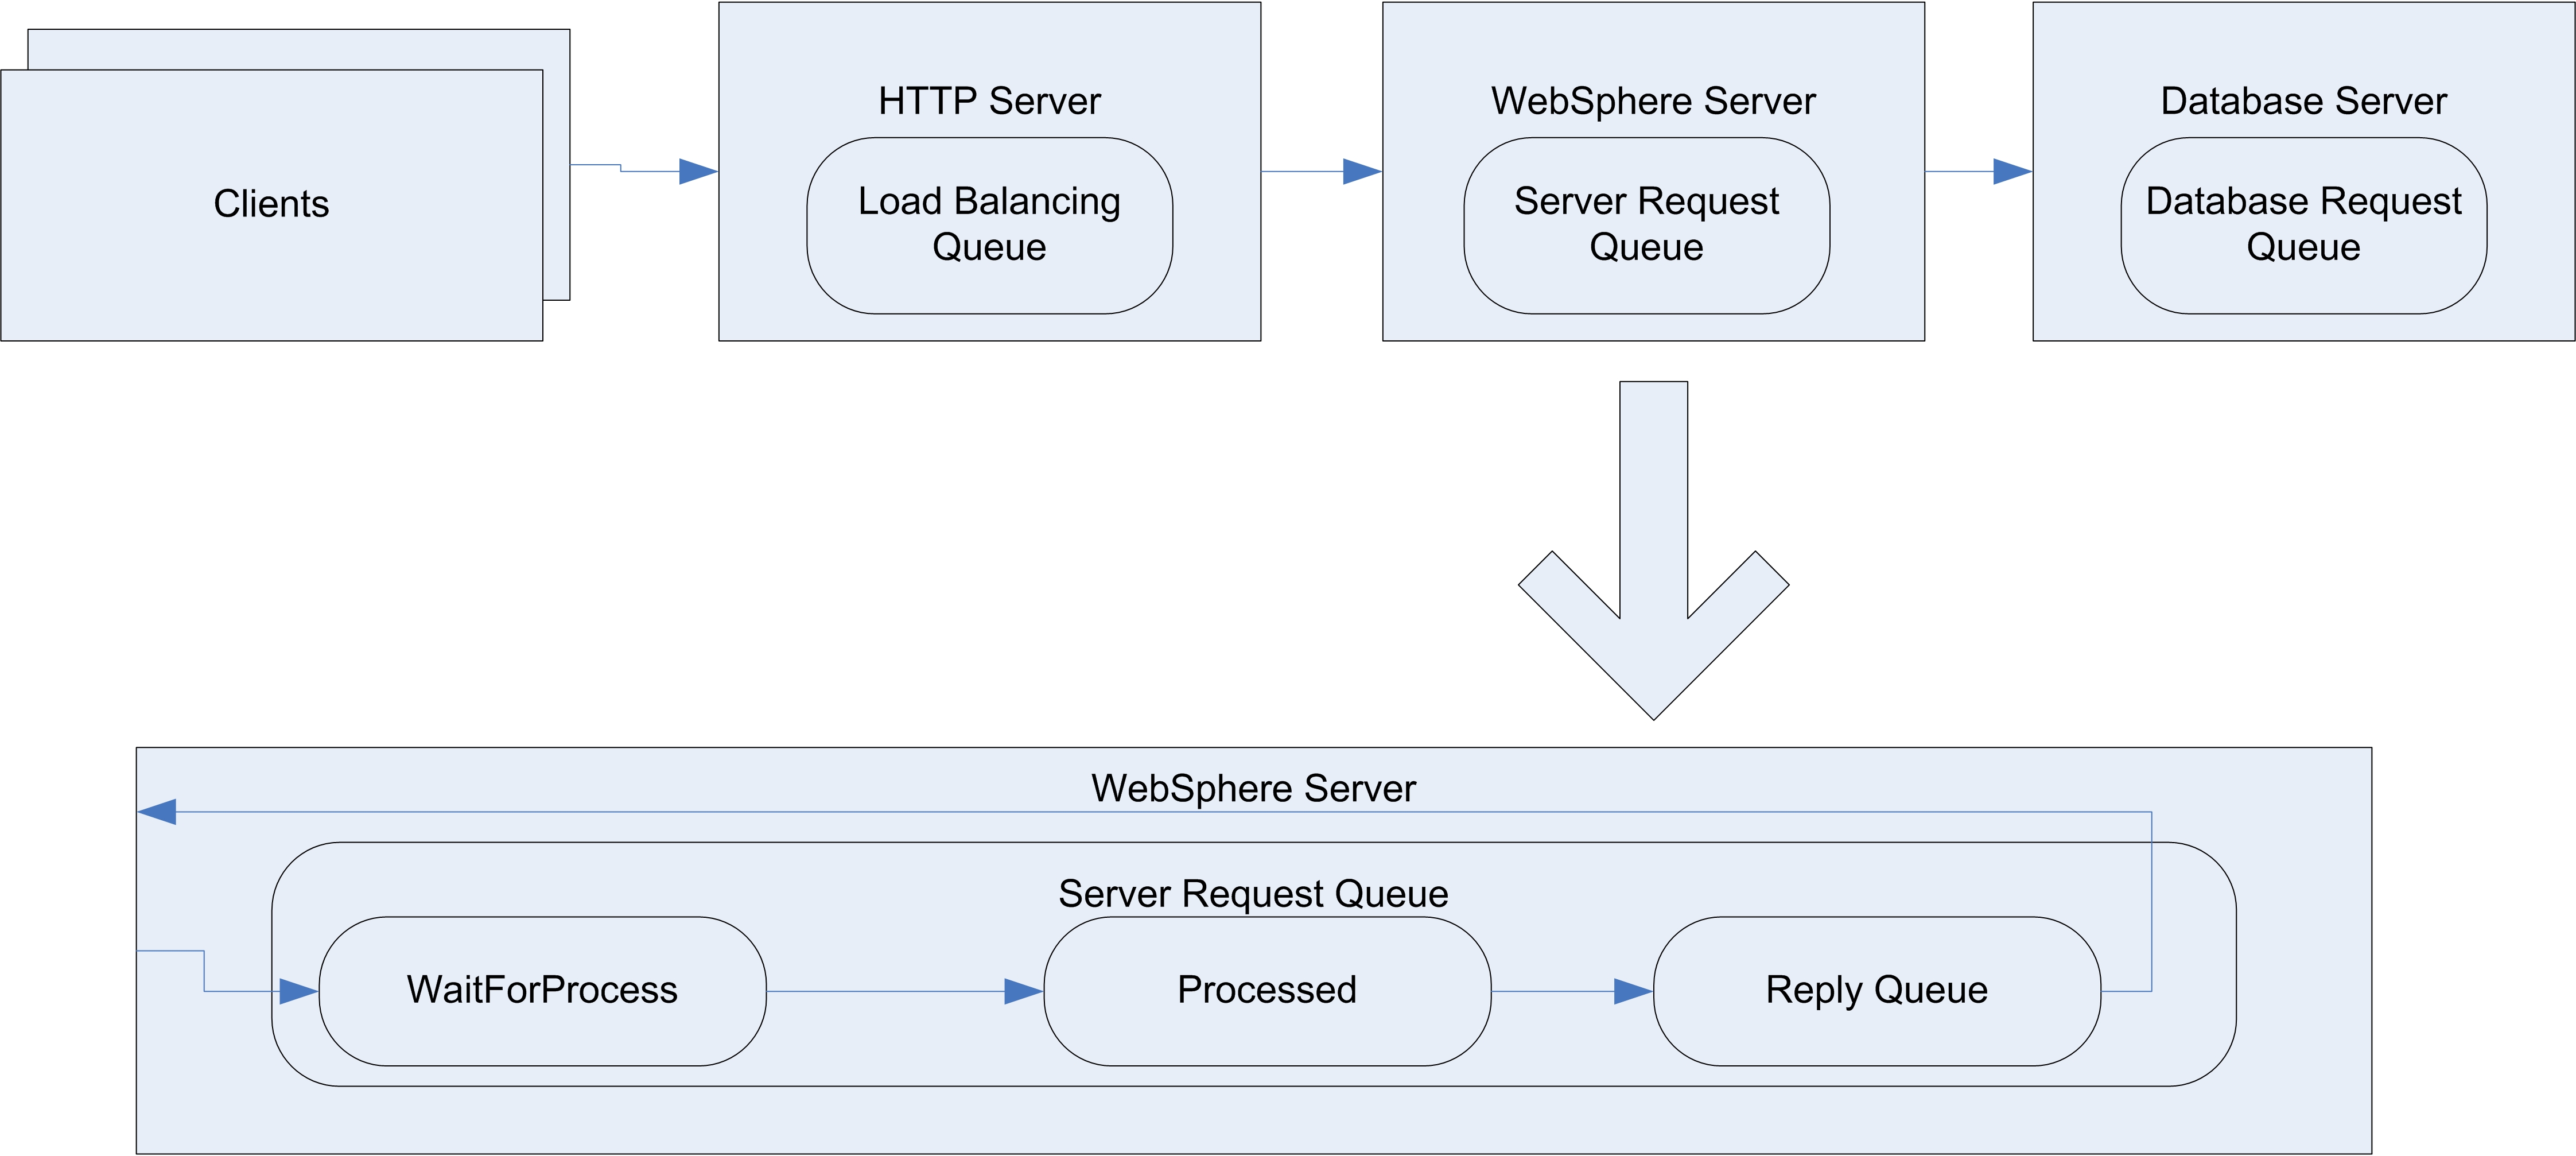 Clients
HTTP Server
Load Balancing
Queue
WebSphere Server
Server Request
Queue
Database Server
Database Request
Queue
WebSphere Server
Server Request Queue
WaitForProcess
Processed
Reply Queue